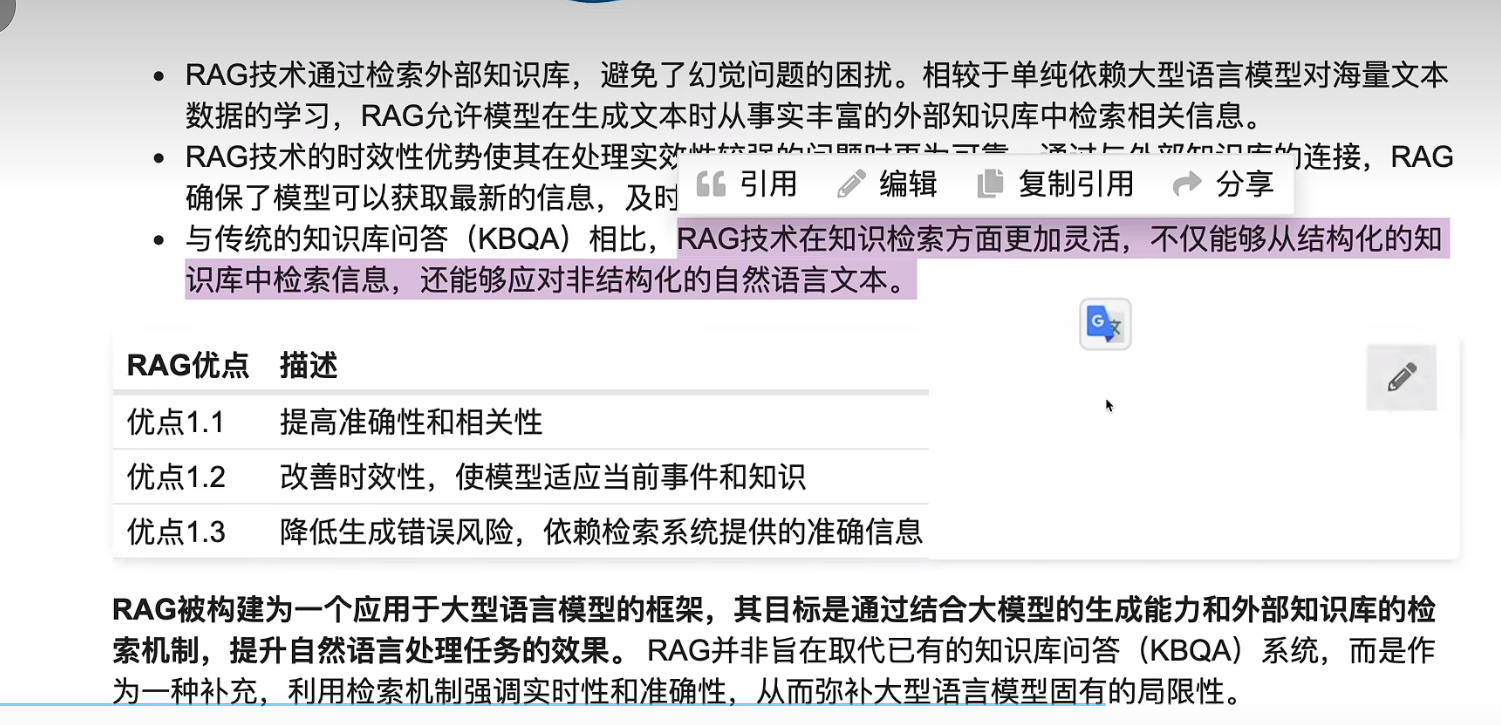 RAG技术通过检索外部知识库，避免了幻觉问题的困扰。相较于单纯依赖大型语言模型对海量文本
数据的学习，RAG允许模型在生成文本时从事实丰富的外部知识库中检索相关信息。
RAG技术的时效性优势使其在处理实效性较强的问题时更为可靠。通过与外部知识库的连接，RAG
确保了模型可以获取最新的信息，及时
引用 编辑 复制引用 分享
与传统的知识库问答（KBQA）相比，RAG技术在知识检索方面更加灵活，不仅能够从结构化的知
识库中检索信息，还能够应对非结构化的自然语言文本。
RAG优点 描述
优点1.1 提高准确性和相关性
优点1.2 改善时效性，使模型适应当前事件和知识
优点1.3 降低生成错误风险，依赖检索系统提供的准确信息
RAG被构建为一个应用于大型语言模型的框架，其目标是通过结合大模型的生成能力和外部知识库的检
索机制，提升自然语言处理任务的效果。RAG并非旨在取代已有的知识库问答（KBQA）系统，而是作
为一种补充，利用检索机制强调实时性和准确性，从而弥补大型语言模型固有的局限性。